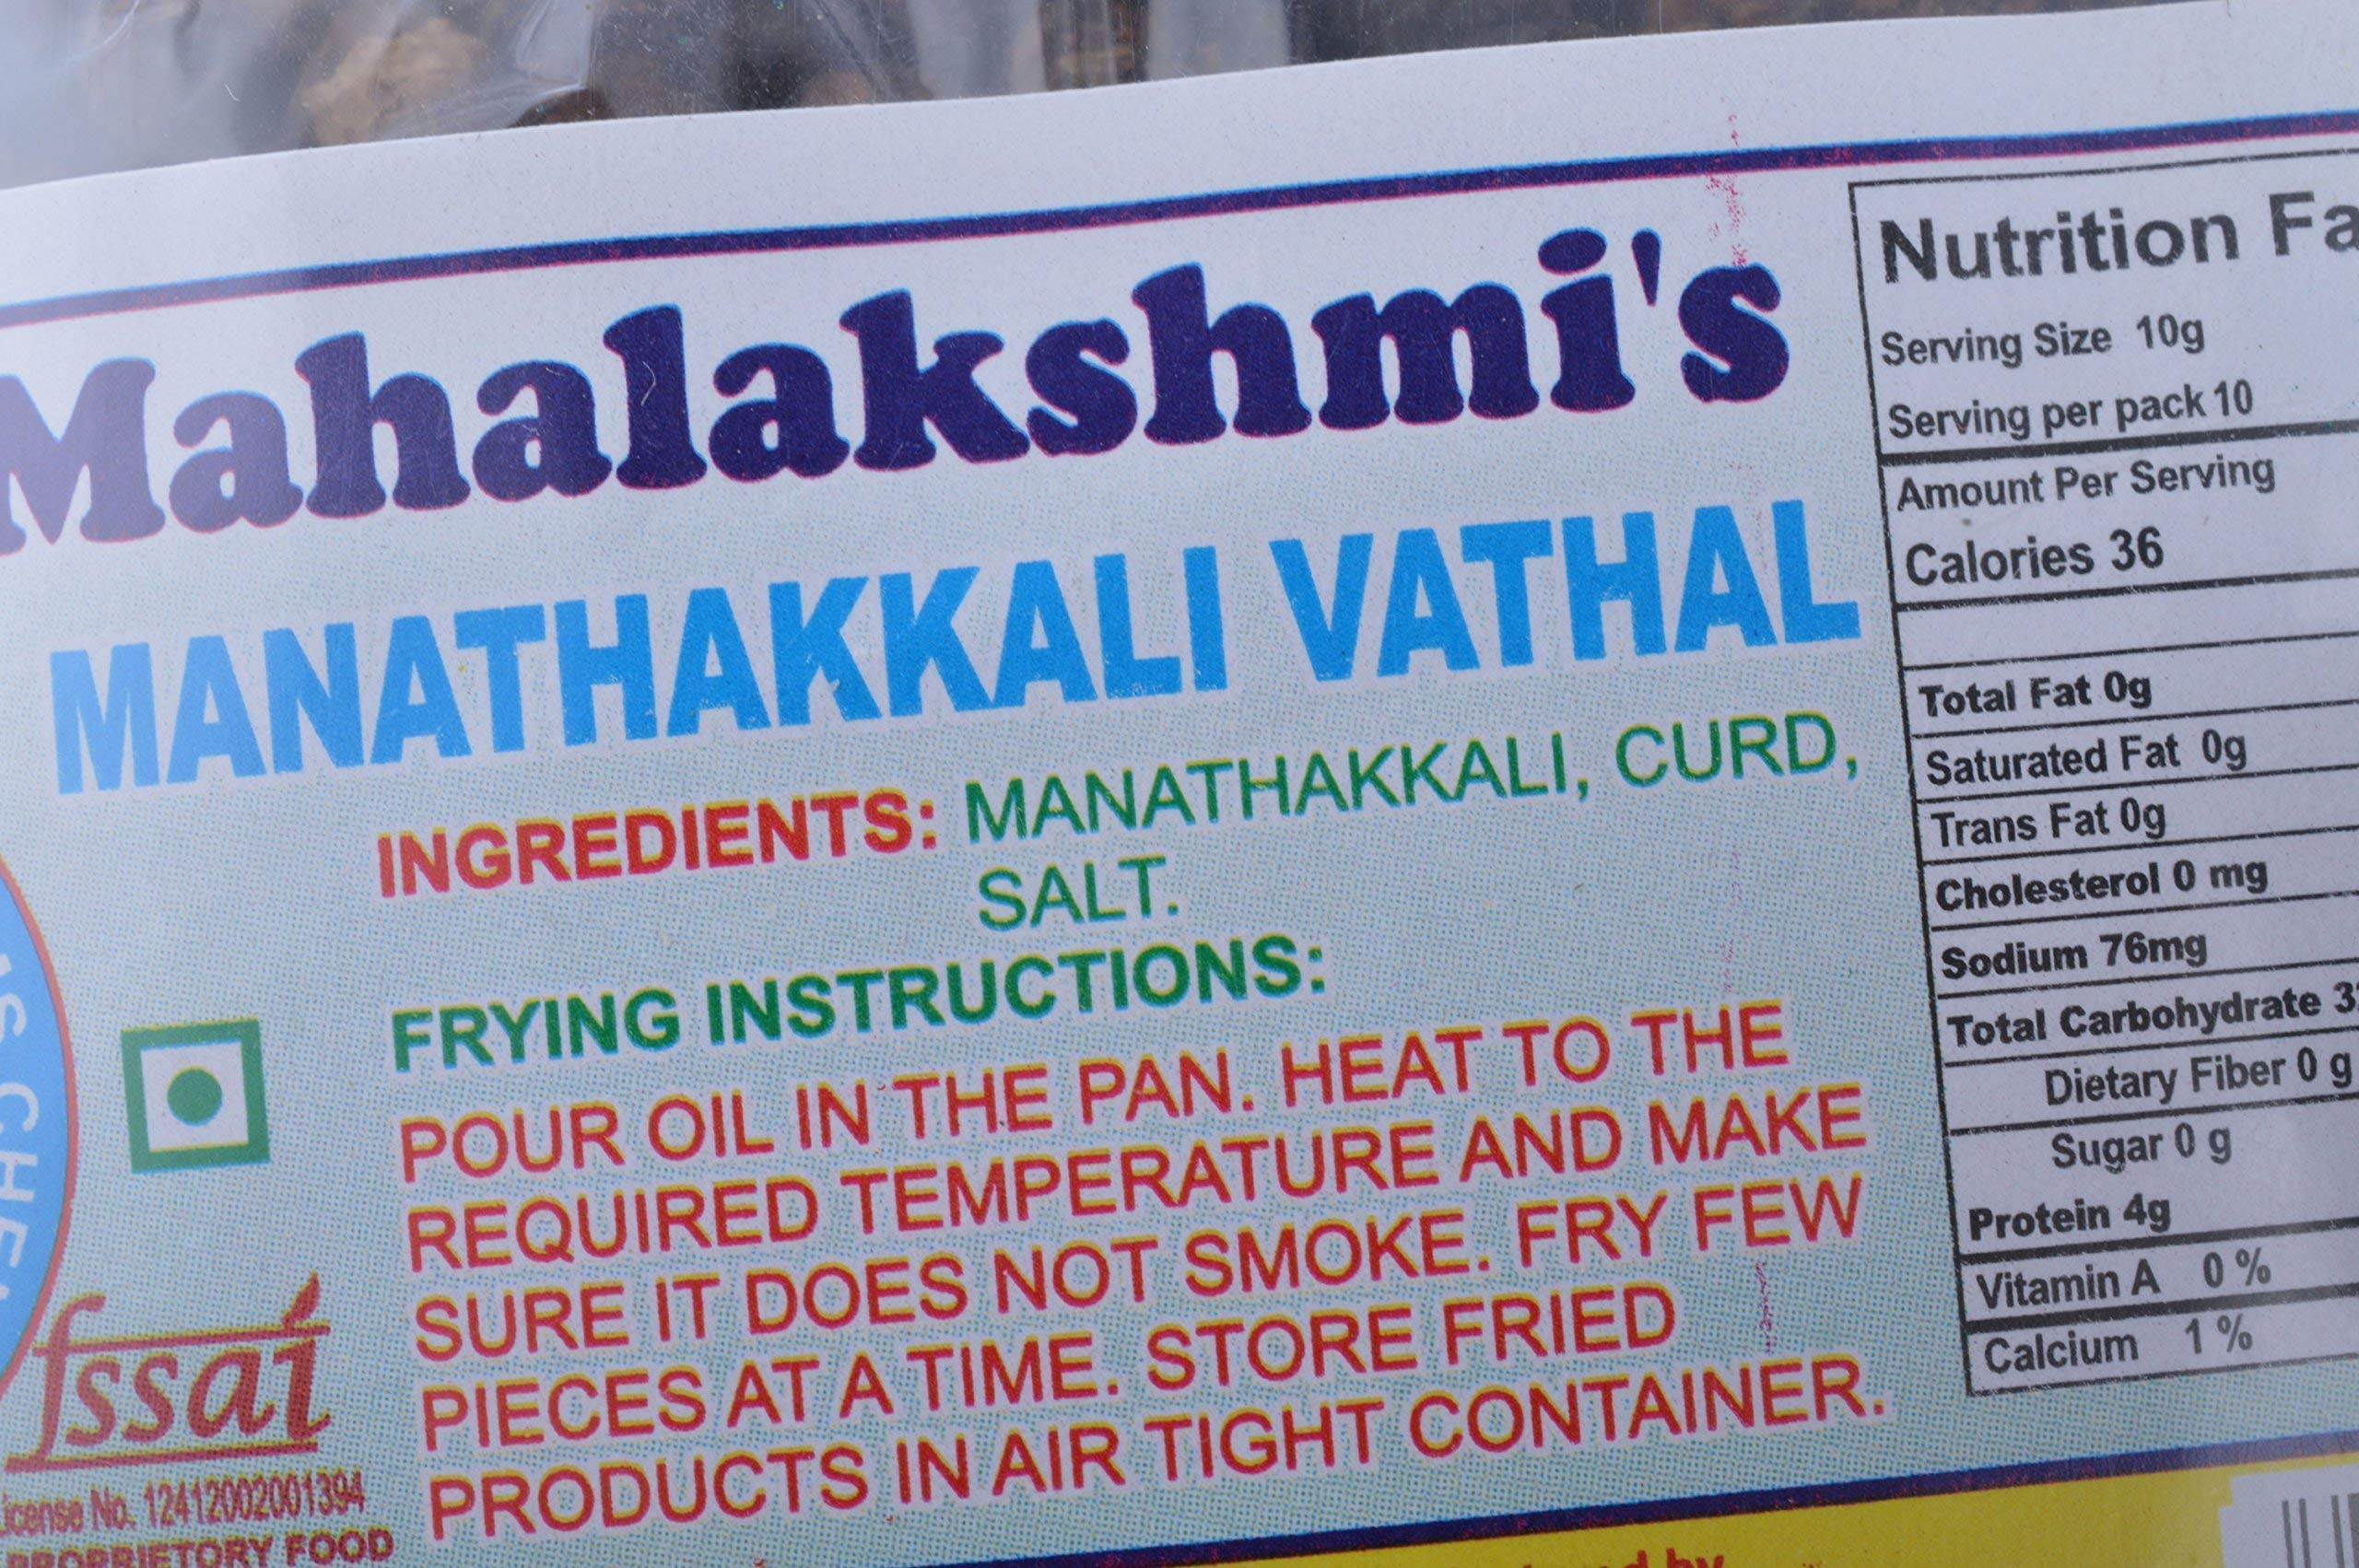 Mahalakshmi's
MANATHAKKALI VATHAL
INGREDIENTS: MANATHAKKALI, CURD,
SALT.
FRYING INSTRUCTIONS:
POUR OIL IN THE PAN. HEAT TO THE
REQUIRED TEMPERATURE AND MAKE
SURE IT DOES NOT SMOKE. FRY FEW
PIECES AT A TIME. STORE FRIED
PRODUCTS IN AIR TIGHT CONTAINER.
fssai
License No. 12412002001394
PROPRIETORY FOOD
Nutrition Fa
Serving Size 10g
Serving per pack 10
Amount Per Serving
Calories 36
Total Fat 0g
Saturated Fat 0g
Trans Fat 0g
Cholesterol 0 mg
Sodium 76mg
Total Carbohydrate
Dietary Fiber 0 g
Sugar 0 g
Protein 4g
Vitamin A 0 %
Calcium 1 %
by